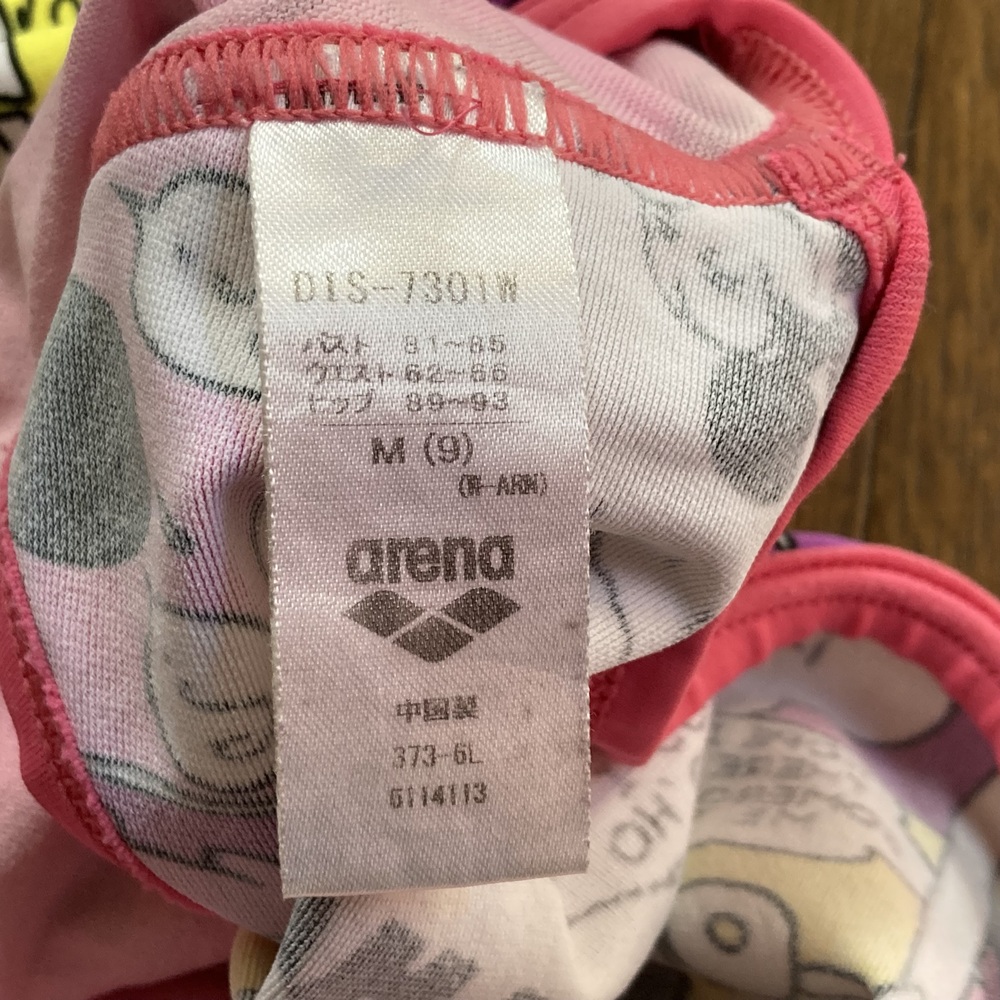 DIS-7301W
バスト 81~85
ウエスト 62~66
ヒップ 89~93
M (9)
(W-ARN)
arena
中国製
373-6L
6114113
OH